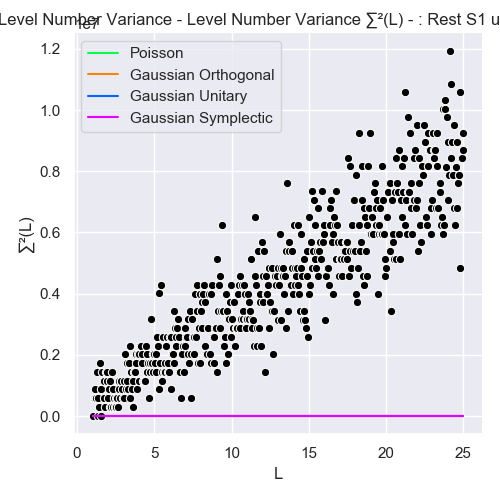 Level Number Variance - Level Number Variance ∑²(L) - : Rest S1 u
1e7
Poisson
Gaussian Orthogonal
Gaussian Unitary
Gaussian Symplectic
∑²(L)
1.2
1.0
0.8
0.6
0.4
0.2
0.0
0
5
10
15
20
25
L